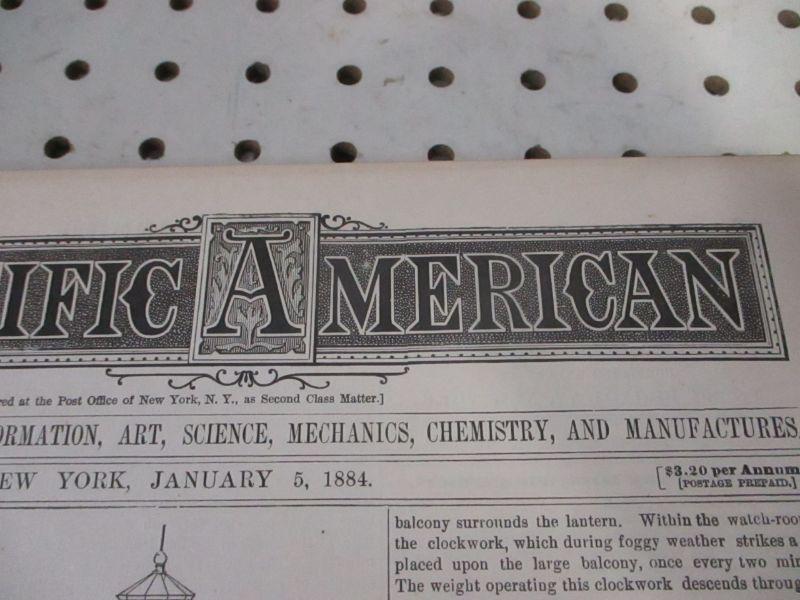 IFIC AMERICAN
red at the Post Office of New York, N. Y., as Second Class Matter.]
ORMATION, ART, SCIENCE, MECHANICS, CHEMISTRY, AND MANUFACTURES.
EW YORK, JANUARY 5, 1884.
[$3.20 per Annum
[POSTAGE PREPAID.]
balcony surrounds the lantern. Within the watch-roo
the clockwork, which during foggy weather strikes a
placed upon the large balcony, once every two min
The weight operating this clockwork descends throug